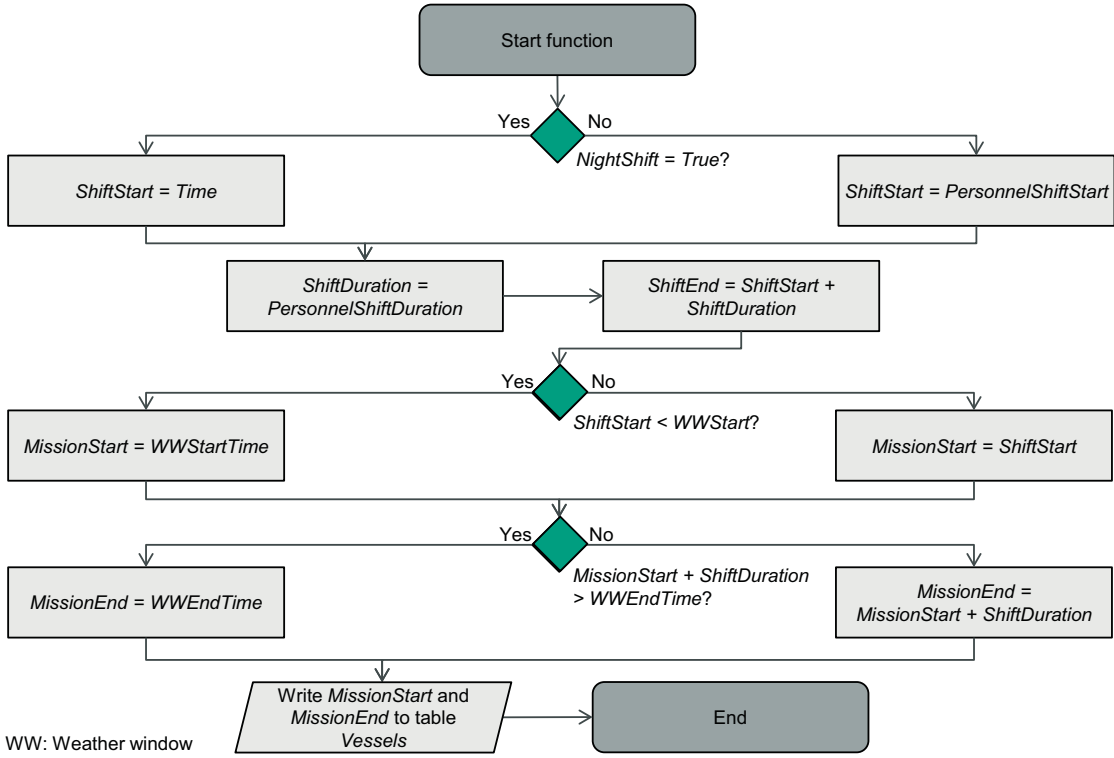 Start function
Yes
No
NightShift = True?
ShiftStart = Time
ShiftStart = PersonnelShiftStart
ShiftDuration =
PersonnelShiftDuration
ShiftEnd = ShiftStart +
ShiftDuration
Yes
No
ShiftStart < WWStart?
MissionStart = WWStartTime
MissionStart = ShiftStart
Yes
No
MissionStart + ShiftDuration
> WWEndTime?
MissionEnd = WWEndTime
MissionEnd =
MissionStart + ShiftDuration
Write MissionStart and
MissionEnd to table
Vessels
End
WW: Weather window